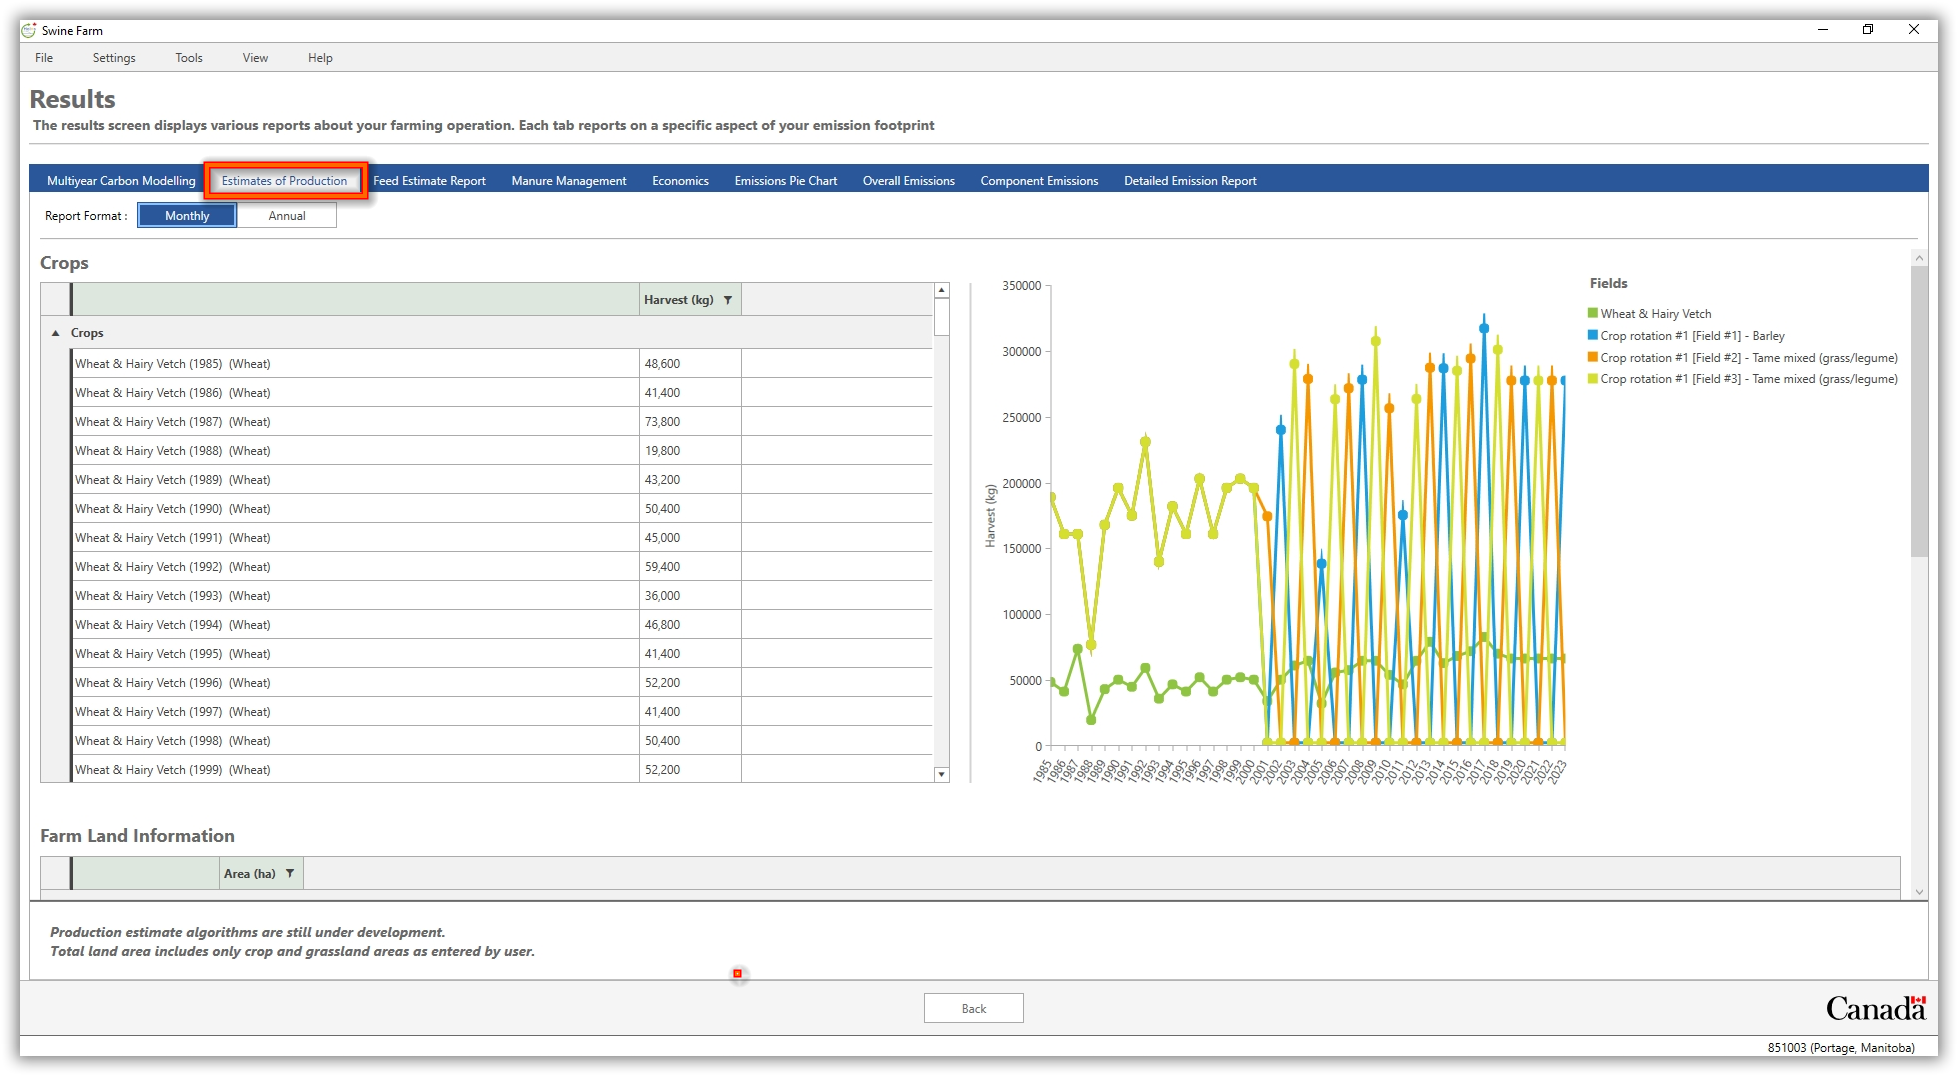 Swine Farm
File Settings Tools View Help
Results
The results screen displays various reports about your farming operation. Each tab reports on a specific aspect of your emission footprint
Multiyear Carbon Modelling Estimates of Production Feed Estimate Report Manure Management Economics Emissions Pie Chart Overall Emissions Component Emissions Detailed Emission Report
Report Format : Monthly Annual
Crops
Harvest (kg)
Crops
Wheat & Hairy Vetch (1985) (Wheat) 48,600
Wheat & Hairy Vetch (1986) (Wheat) 41,400
Wheat & Hairy Vetch (1987) (Wheat) 73,800
Wheat & Hairy Vetch (1988) (Wheat) 19,800
Wheat & Hairy Vetch (1989) (Wheat) 43,200
Wheat & Hairy Vetch (1990) (Wheat) 50,400
Wheat & Hairy Vetch (1991) (Wheat) 45,000
Wheat & Hairy Vetch (1992) (Wheat) 59,400
Wheat & Hairy Vetch (1993) (Wheat) 36,000
Wheat & Hairy Vetch (1994) (Wheat) 46,800
Wheat & Hairy Vetch (1995) (Wheat) 41,400
Wheat & Hairy Vetch (1996) (Wheat) 52,200
Wheat & Hairy Vetch (1997) (Wheat) 41,400
Wheat & Hairy Vetch (1998) (Wheat) 50,400
Wheat & Hairy Vetch (1999) (Wheat) 52,200
Harvest (kg)
350000
300000
250000
200000
150000
100000
50000
0
1985 1986 1987 1988 1989 1990 1991 1992 1993 1994 1995 1996 1997 1998 1999 2000 2001 2002 2003 2004 2005 2006 2007 2008 2009 2010 2011 2012 2013 2014 2015 2016 2017 2018 2019 2020 2021 2022 2023
Fields
Wheat & Hairy Vetch
Crop rotation #1 [Field #1] - Barley
Crop rotation #1 [Field #2] - Tame mixed (grass/legume)
Crop rotation #1 [Field #3] - Tame mixed (grass/legume)
Farm Land Information
Area (ha)
Production estimate algorithms are still under development.
Total land area includes only crop and grassland areas as entered by user.
Back
Canada
851003 (Portage, Manitoba)